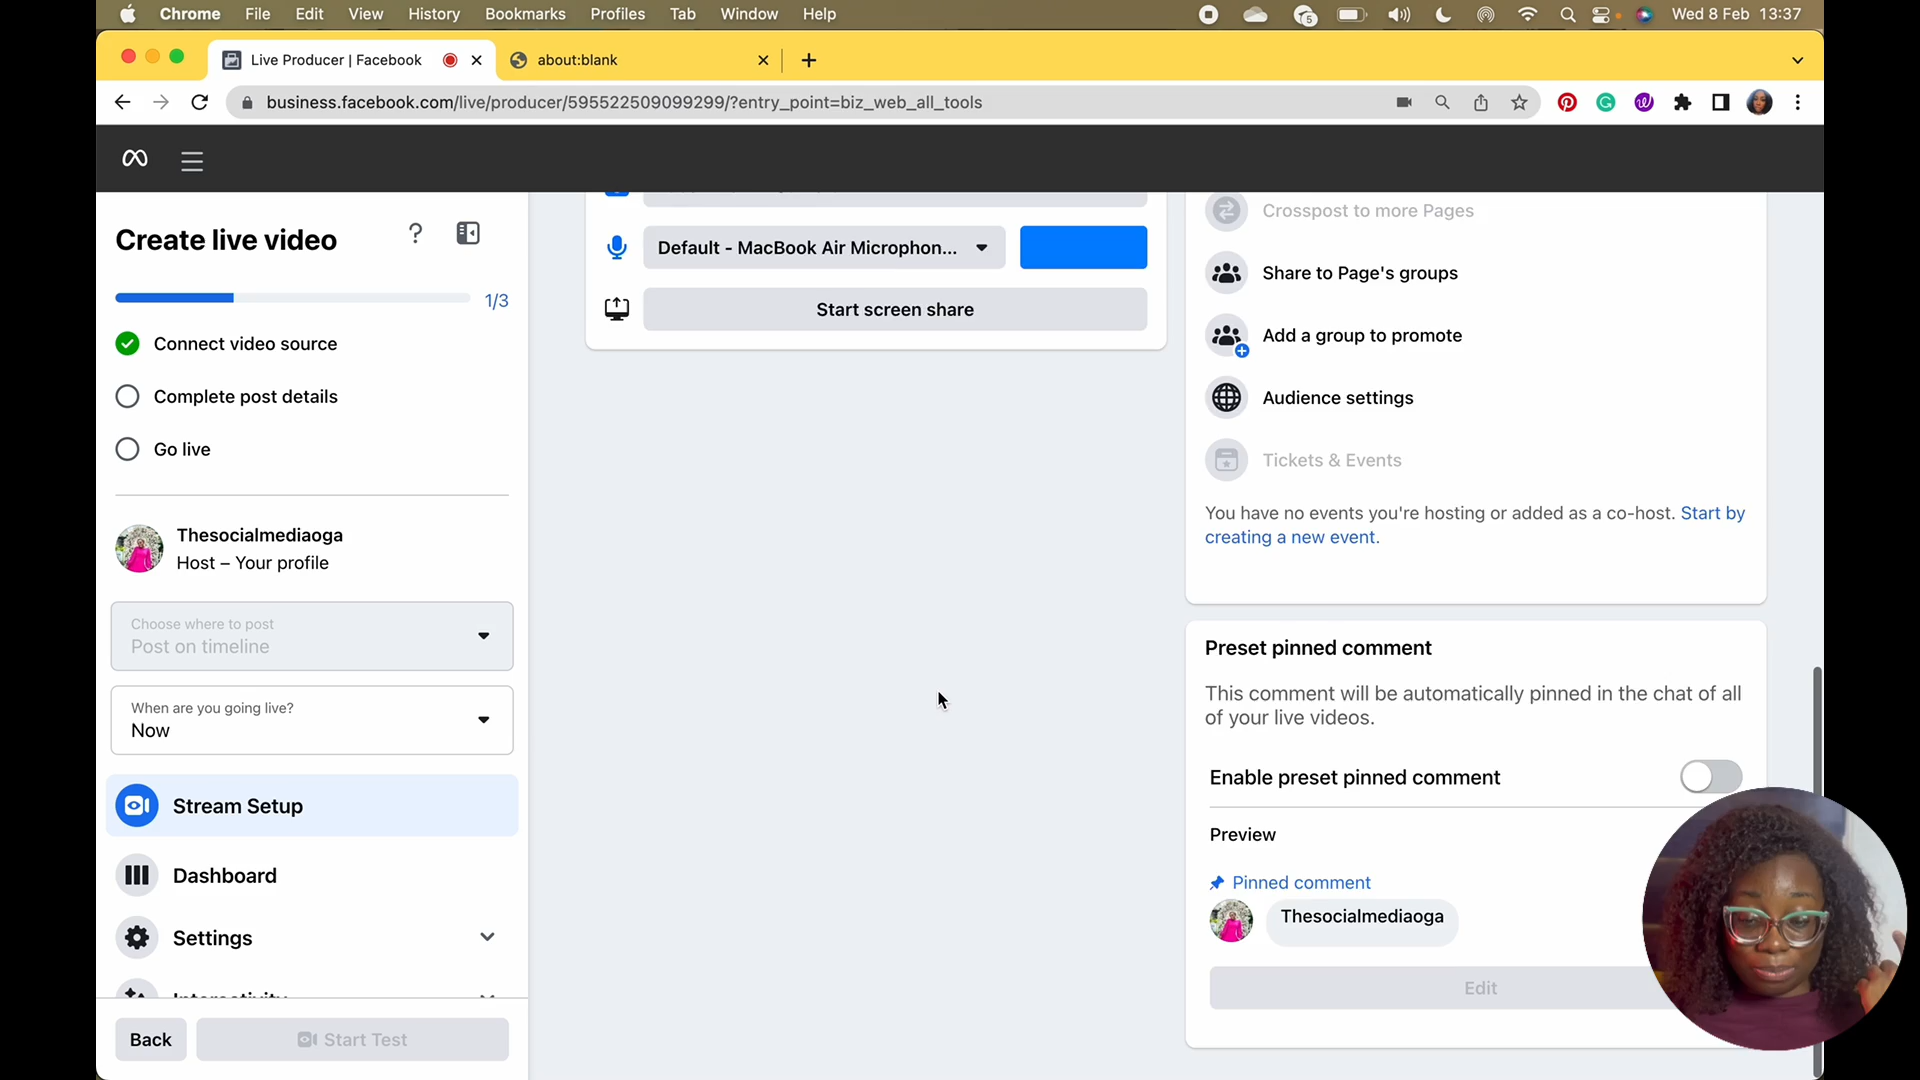 Chrome File Edit View History Bookmarks Profiles Tab Window Help
5
Wed 8 Feb 13:37
Live Producer | Facebook
about:blank
business.facebook.com/live/producer/595522509099299/?entry_point=biz_web_all_tools
Create live video
?
1/3
Connect video source
Complete post details
Go live
Thesocialmediaoga
Host – Your profile
Choose where to post
Post on timeline
When are you going live?
Now
Stream Setup
Dashboard
Settings
Interactivity
Back
Start Test
Default - MacBook Air Microphon...
Start screen share
Crosspost to more Pages
Share to Page's groups
Add a group to promote
Audience settings
Tickets & Events
You have no events you're hosting or added as a co-host. Start by
creating a new event.
Preset pinned comment
This comment will be automatically pinned in the chat of all
of your live videos.
Enable preset pinned comment
Preview
Pinned comment
Thesocialmediaoga
Edit